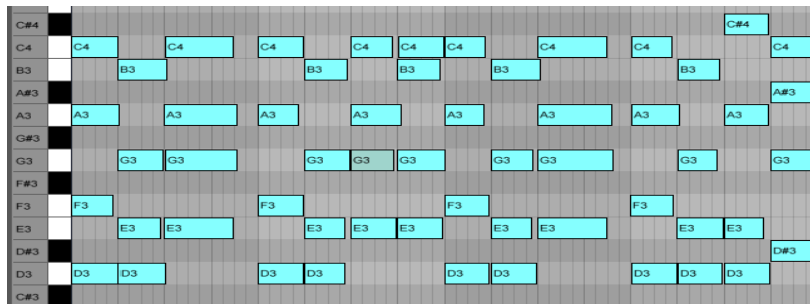 C#4 C#4
C4 C4 C4 C4 C4 C4 C4 C4 C4 C4
B3 B3 B3 B3 B3 B3
A#3 A#3
A3 A3 A3 A3 A3 A3 A3 A3 A3
G#3
G3 G3 G3 G3 G3 G3 G3 G3 G3 G3
F#3
F3 F3 F3 F3 F3
E3 E3 E3 E3 E3 E3 E3 E3 E3 E3
D#3 D#3
D3 D3 D3 D3 D3 D3 D3 D3 D3 D3
C#3